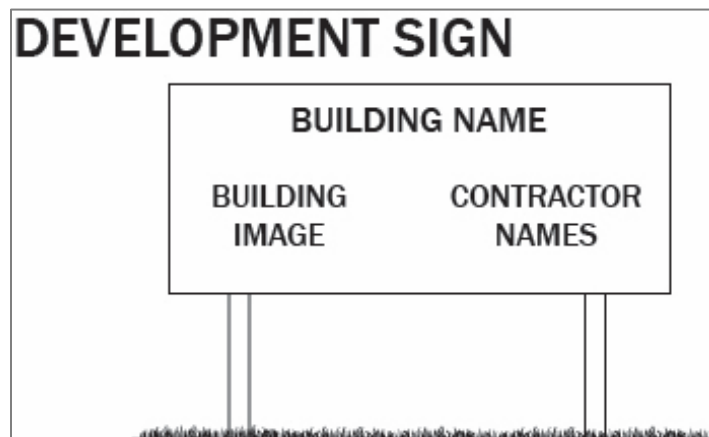 DEVELOPMENT SIGN
BUILDING NAME
BUILDING
IMAGE
CONTRACTOR
NAMES